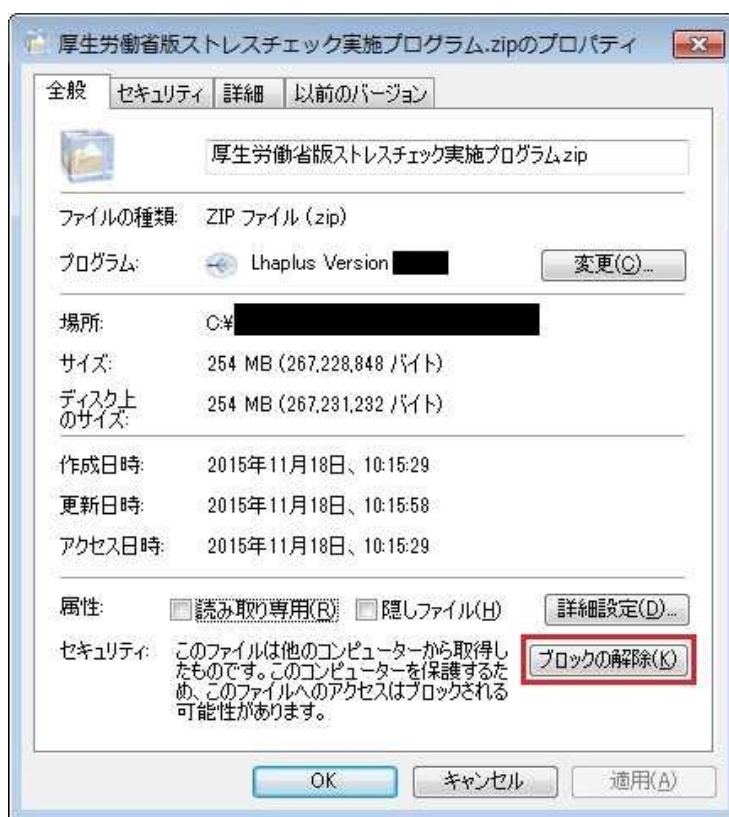 厚生労働省版ストレスチェック実施プログラム.zipのプロパティ
全般 セキュリティ 詳細 以前のバージョン
厚生労働省版ストレスチェック実施プログラム.zip
ファイルの種類: ZIP ファイル (.zip)
プログラム: Lhaplus Version 変更(C)...
場所: C:¥
サイズ: 254 MB (267,228,848 バイト)
ディスク上
のサイズ: 254 MB (267,231,232 バイト)
作成日時: 2015年11月18日、10:15:29
更新日時: 2015年11月18日、10:15:58
アクセス日時: 2015年11月18日、10:15:29
属性: 読み取り専用(R) 隠しファイル(H) 詳細設定(D)...
セキュリティ: このファイルは他のコンピューターから取得し
たものです。このコンピューターを保護するた
め、このファイルへのアクセスはブロックされる
可能性があります。
ブロックの解除(K)
OK キャンセル 適用(A)